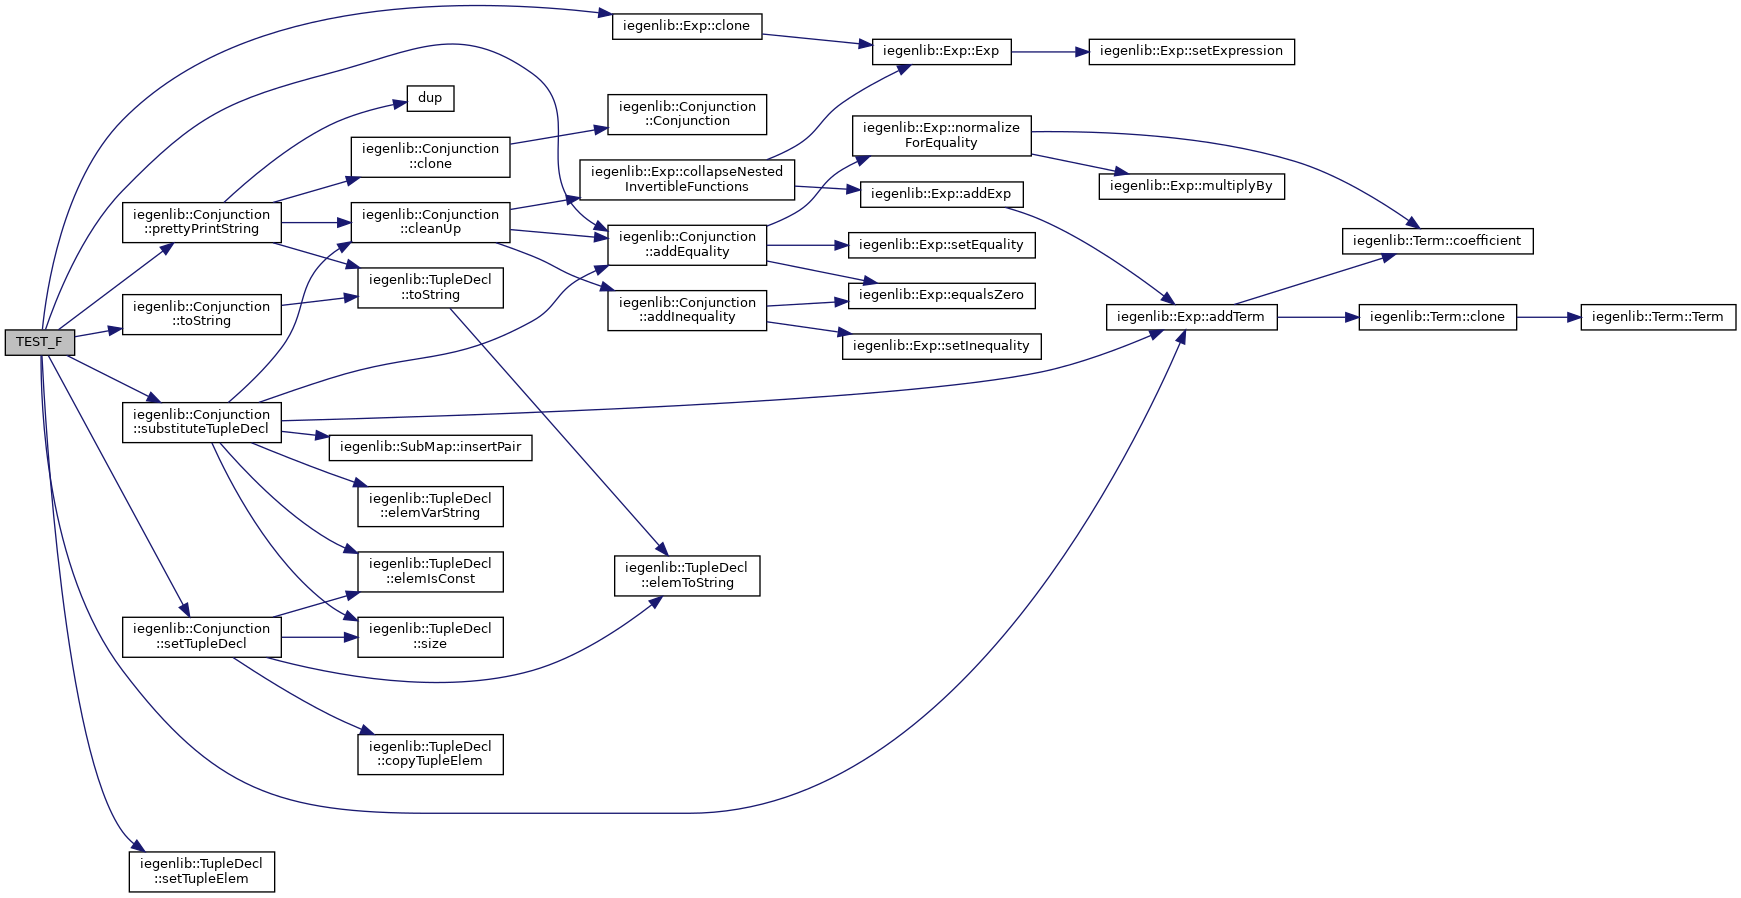 TEST_F
iegenlib::Exp::clone
iegenlib::Exp::Exp
iegenlib::Exp::setExpression
dup
iegenlib::Conjunction
::Conjunction
iegenlib::Conjunction
::clone
iegenlib::Exp::normalize
ForEquality
iegenlib::Exp::collapseNested
InvertibleFunctions
iegenlib::Exp::multiplyBy
iegenlib::Exp::addExp
iegenlib::Conjunction
::prettyPrintString
iegenlib::Conjunction
::cleanUp
iegenlib::Conjunction
::addEquality
iegenlib::Exp::setEquality
iegenlib::Term::coefficient
iegenlib::TupleDecl
::toString
iegenlib::Exp::equalsZero
iegenlib::Conjunction
::toString
iegenlib::Conjunction
::addInequality
iegenlib::Exp::addTerm
iegenlib::Term::clone
iegenlib::Term::Term
iegenlib::Exp::setInequality
iegenlib::Conjunction
::substituteTupleDecl
iegenlib::SubMap::insertPair
iegenlib::TupleDecl
::elemVarString
iegenlib::TupleDecl
::elemIsConst
iegenlib::TupleDecl
::elemToString
iegenlib::Conjunction
::setTupleDecl
iegenlib::TupleDecl
::size
iegenlib::TupleDecl
::copyTupleElem
iegenlib::TupleDecl
::setTupleElem